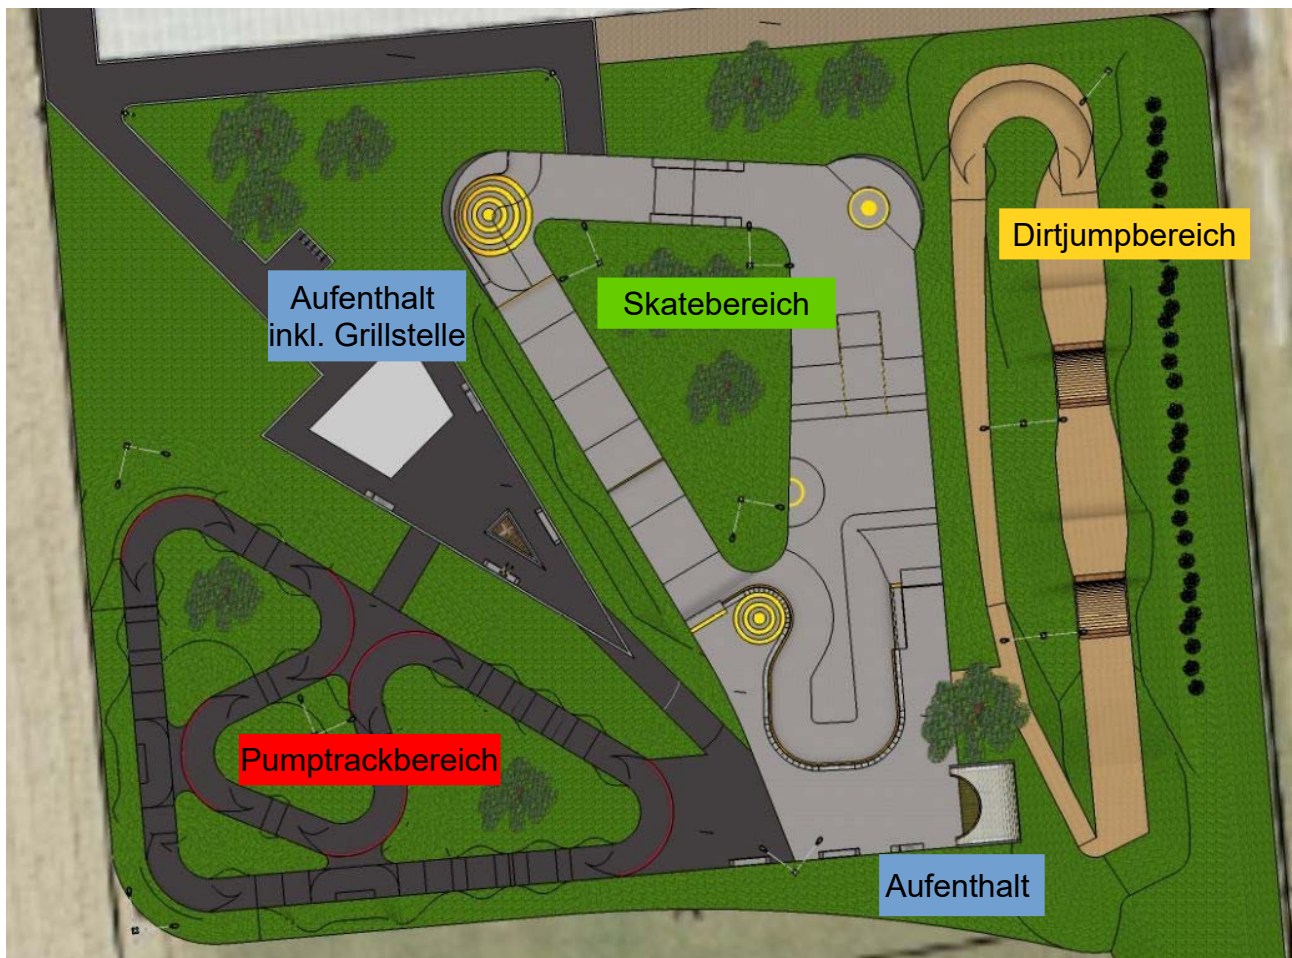 Dirtjumpbereich
Aufenthalt
inkl. Grillstelle
Skatebereich
Pumptrackbereich
Aufenthalt